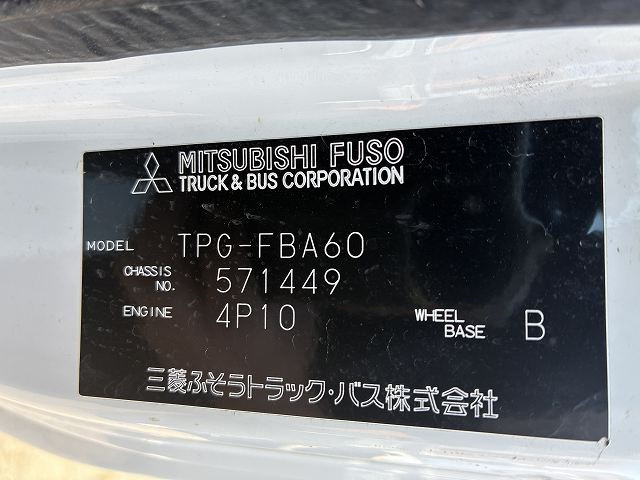 MITSUBISHI FUSO
TRUCK & BUS CORPORATION
MODEL TPG-FBA60
CHASSIS NO. 571449
ENGINE 4P10 WHEEL BASE B
三菱ふそうトラック・バス株式会社